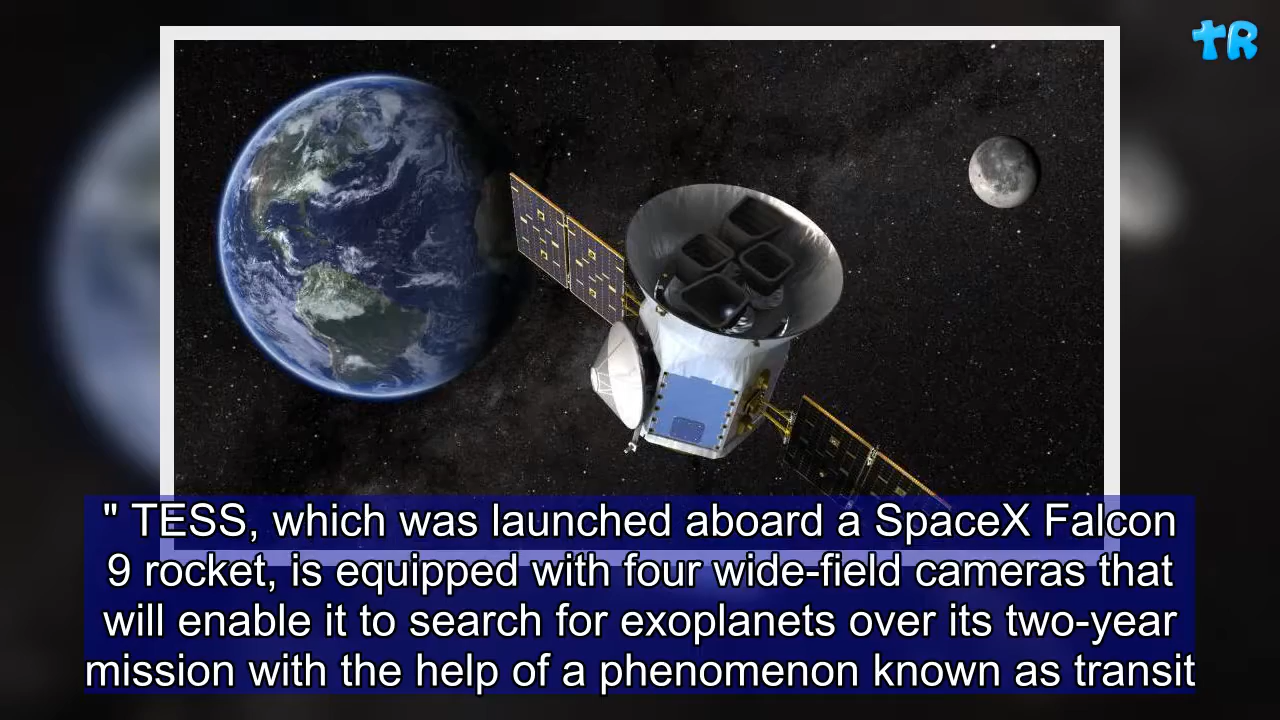 TR
" TESS, which was launched aboard a SpaceX Falcon
9 rocket, is equipped with four wide-field cameras that
will enable it to search for exoplanets over its two-year
mission with the help of a phenomenon known as transit